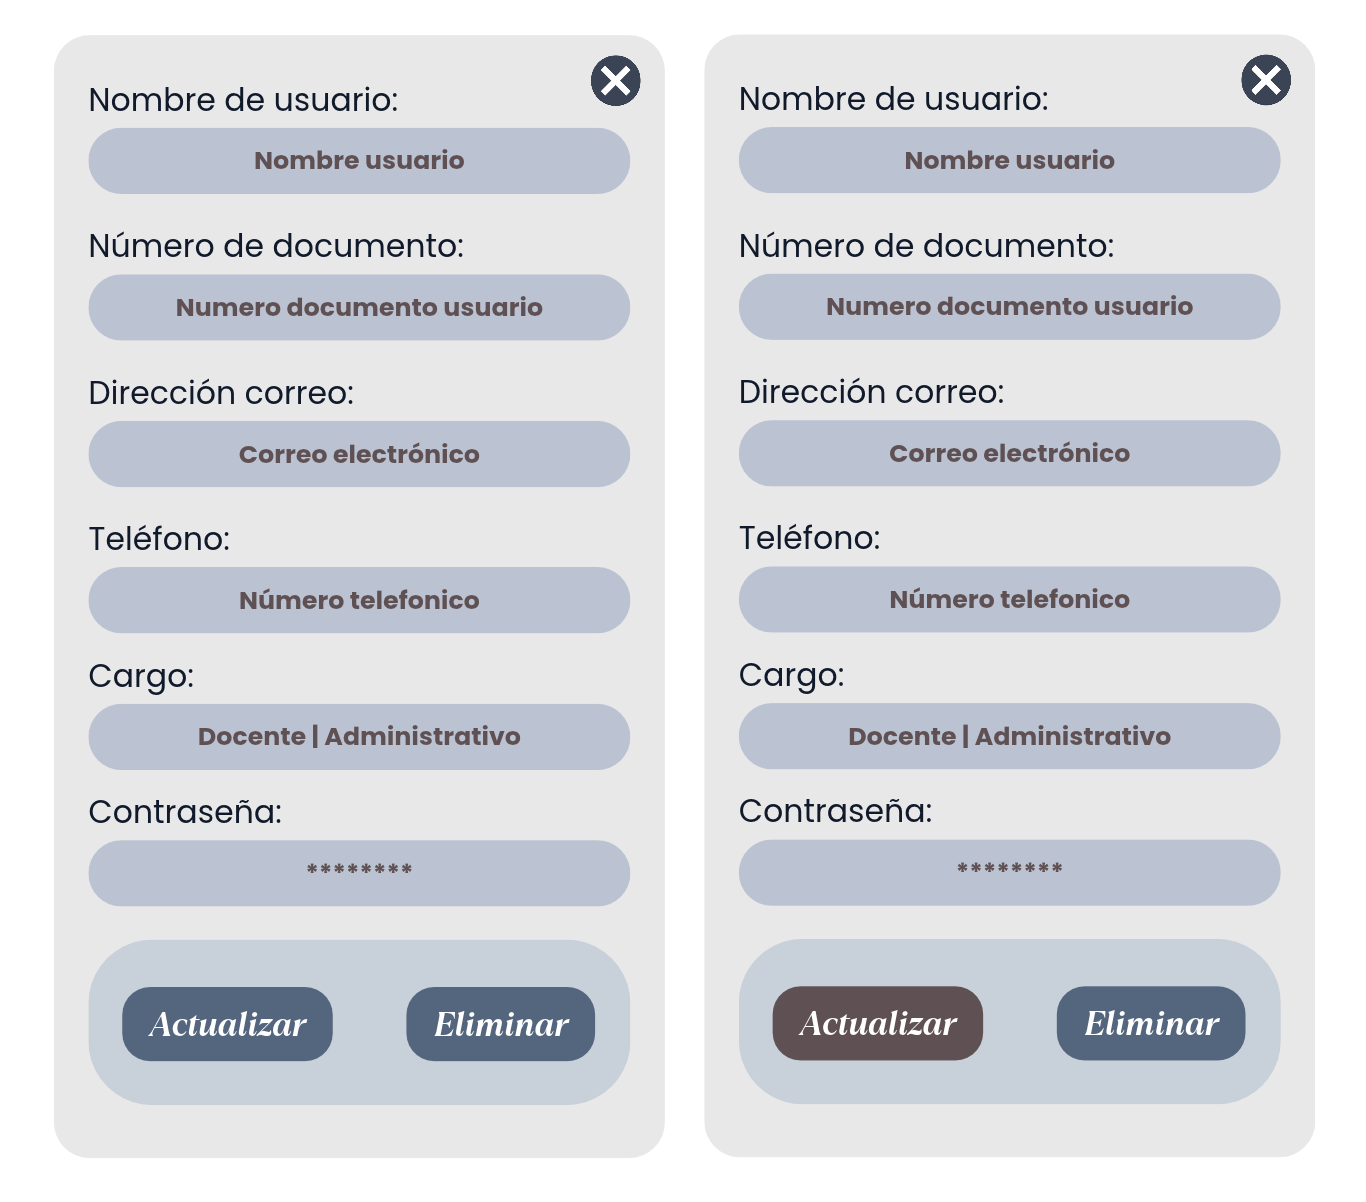 Nombre de usuario:
Nombre usuario
Número de documento:
Numero documento usuario
Dirección correo:
Correo electrónico
Teléfono:
Número telefonico
Cargo:
Docente | Administrativo
Contraseña:
********
Actualizar
Eliminar
Nombre de usuario:
Nombre usuario
Número de documento:
Numero documento usuario
Dirección correo:
Correo electrónico
Teléfono:
Número telefonico
Cargo:
Docente | Administrativo
Contraseña:
********
Actualizar
Eliminar